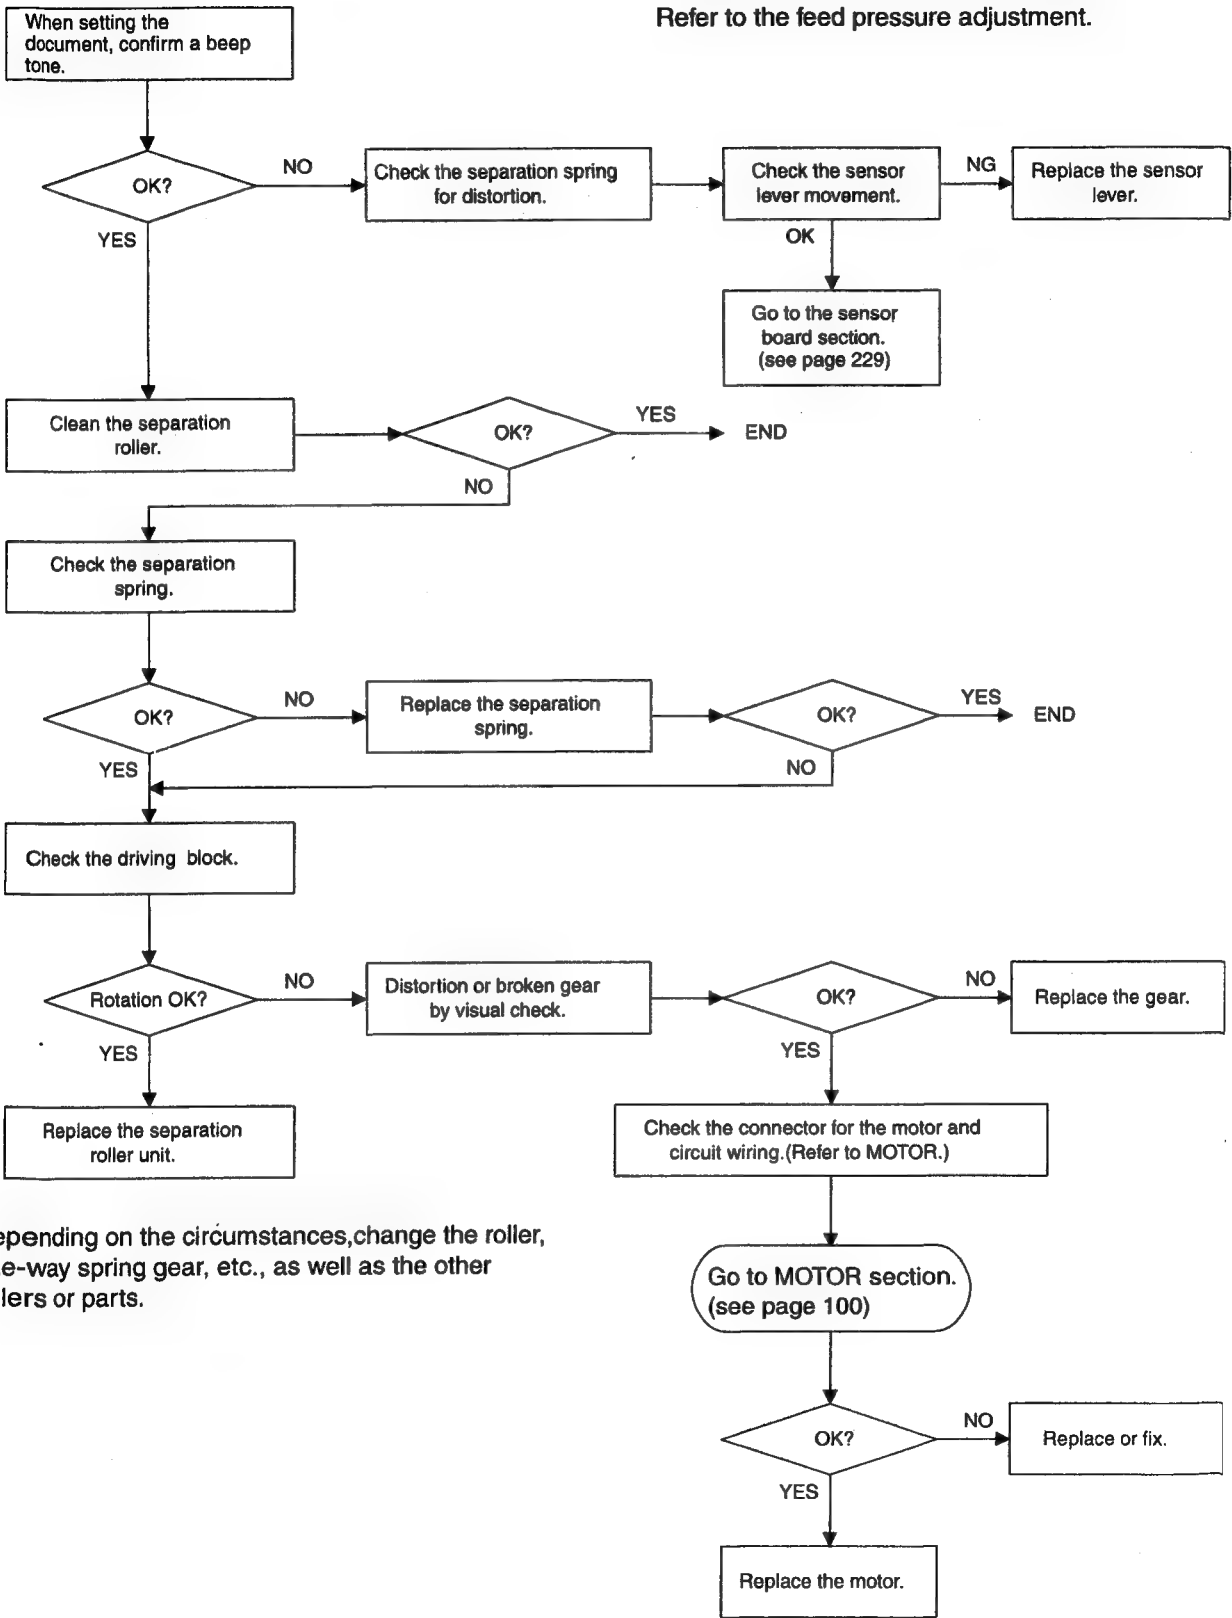 When setting the
document, confirm a beep
tone.
Refer to the feed pressure adjustment.
OK?
NO
Check the separation spring
for distortion.
Check the sensor
lever movement.
NG
Replace the sensor
lever.
YES
OK
Go to the sensor
board section.
(see page 229)
Clean the separation
roller.
OK?
YES
END
NO
Check the separation
spring.
OK?
NO
Replace the separation
spring.
OK?
YES
END
YES
NO
Check the driving block.
Rotation OK?
NO
Distortion or broken gear
by visual check.
OK?
NO
Replace the gear.
YES
YES
Replace the separation
roller unit.
Check the connector for the motor and
circuit wiring.(Refer to MOTOR.)
epending on the circumstances,change the roller,
e-way spring gear, etc., as well as the other
lers or parts.
Go to MOTOR section.
(see page 100)
OK?
NO
Replace or fix.
YES
Replace the motor.